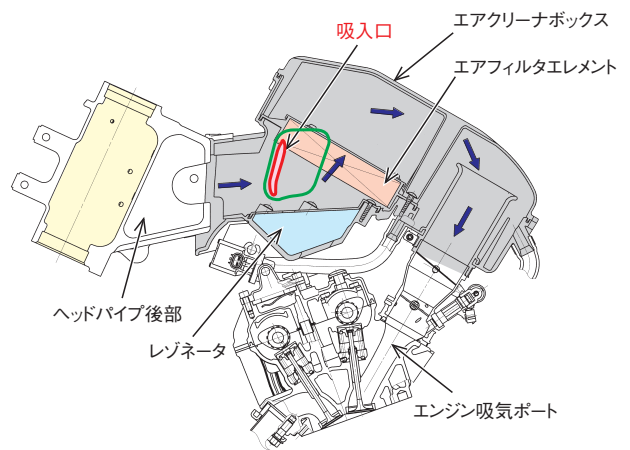 吸入口
エアクリーナボックス
エアフィルタエレメント
ヘッドパイプ後部
レゾネータ
エンジン吸気ポート